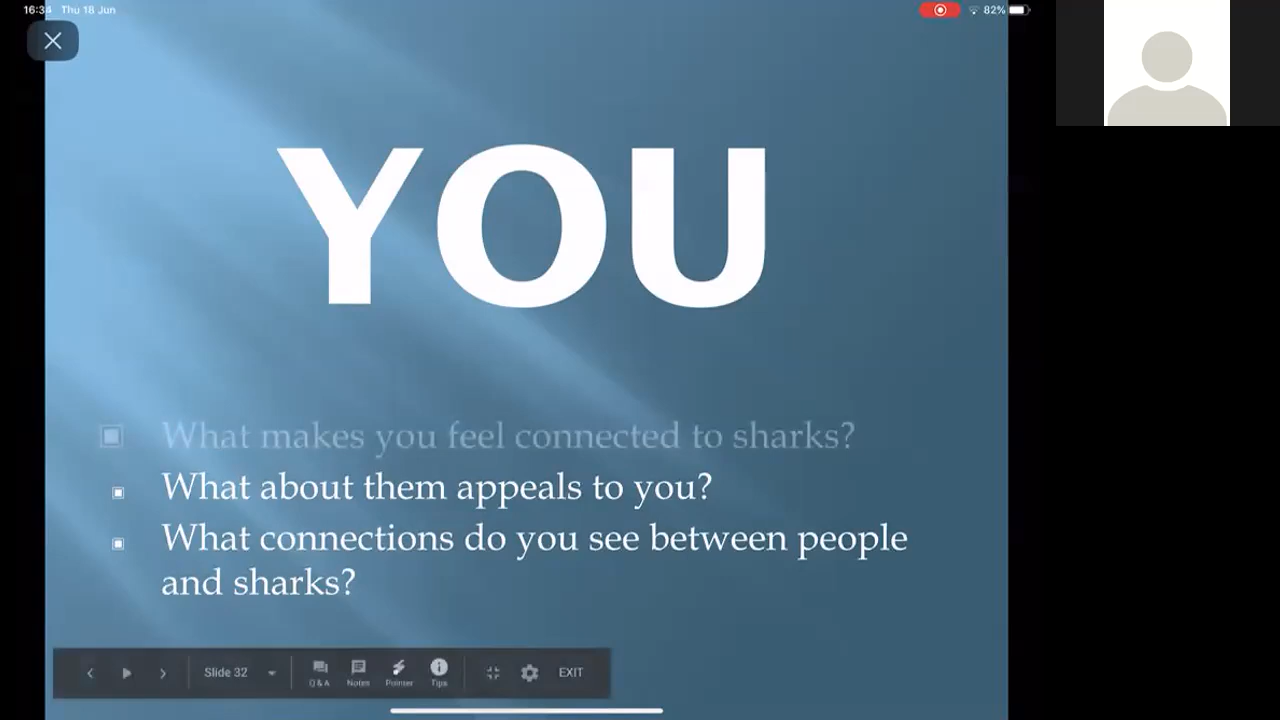 16:34 Thu 18 Jun
82%
YOU
What makes you feel connected to sharks?
What about them appeals to you?
What connections do you see between people
and sharks?
Slide 32
Q & A Notes Pointer Tips
EXIT